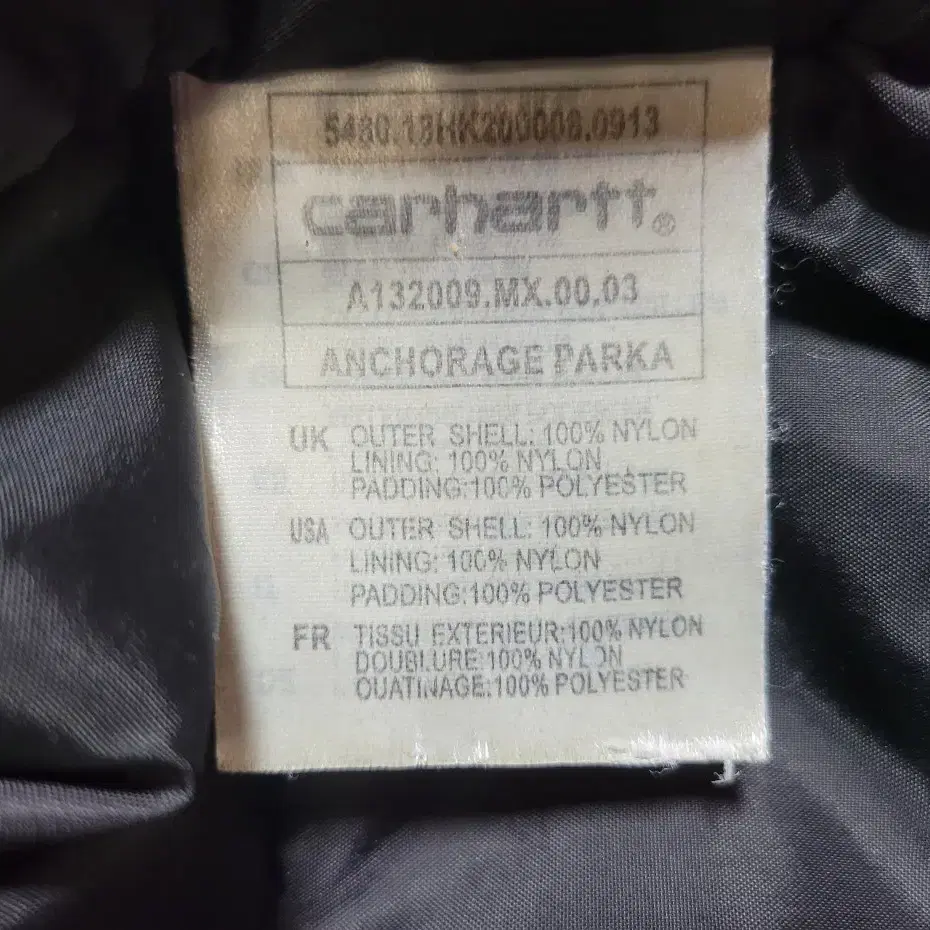 5480.13HK200008.0913
carhartt®
A132009.MX.00.03
ANCHORAGE PARKA
UK OUTER SHELL: 100% NYLON
LINING: 100% NYLON
PADDING:100% POLYESTER
USA OUTER SHELL: 100% NYLON
LINING: 100% NYLON
PADDING:100% POLYESTER
FR TISSU EXTERIEUR:100% NYLON
DOUBLURE:100% NYLON
OUATINAGE:100% POLYESTER